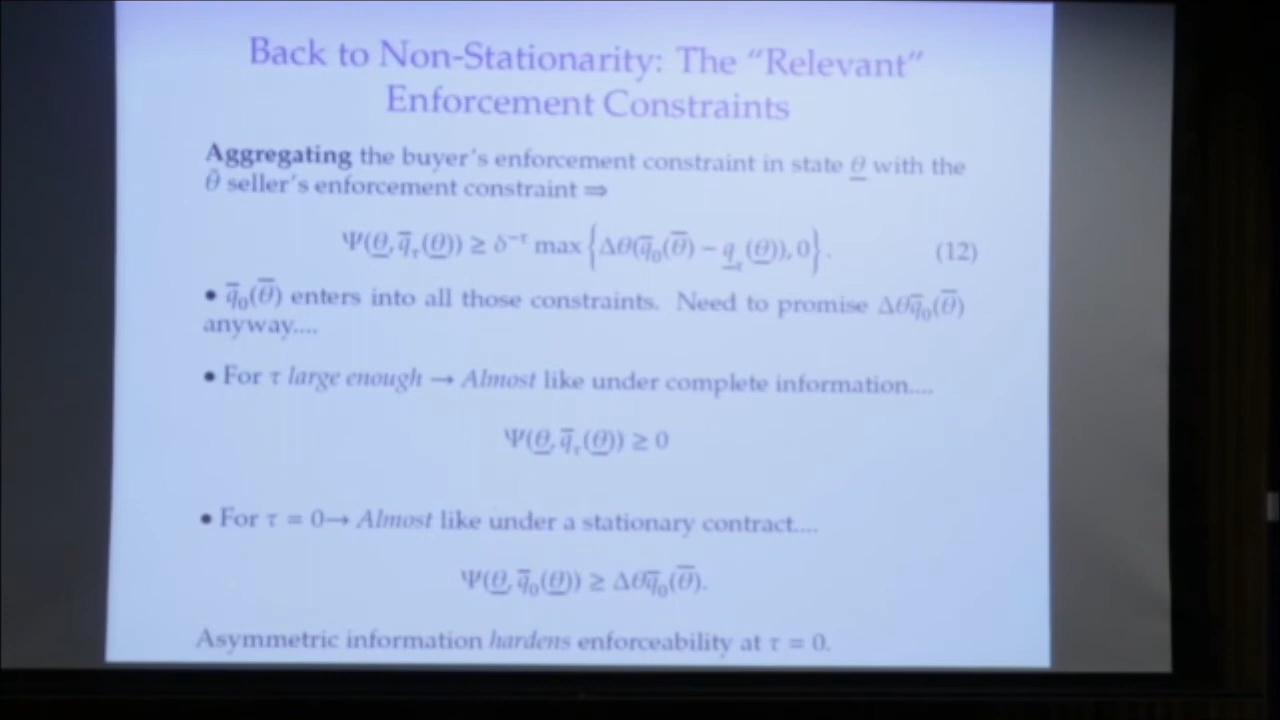 Back to Non-Stationarity: The “Relevant”
Enforcement Constraints
Aggregating the buyer's enforcement constraint in state θ̲ with the
θ̄ seller's enforcement constraint ⇒
Ψ(θ̲, q̄_τ(θ̲)) ≥ δ^{−τ} max {Δθ(q̄₀(θ̄) − q̲_τ(θ̲)), 0}. (12)
• q̄₀(θ̄) enters into all those constraints. Need to promise Δθq̄₀(θ̄)
anyway....
• For τ large enough → Almost like under complete information....
Ψ(θ̲, q̄_τ(θ̲)) ≥ 0
• For τ = 0→ Almost like under a stationary contract....
Ψ(θ̲, q̄₀(θ̲)) ≥ Δθq̄₀(θ̄).
Asymmetric information hardens enforceability at τ = 0.